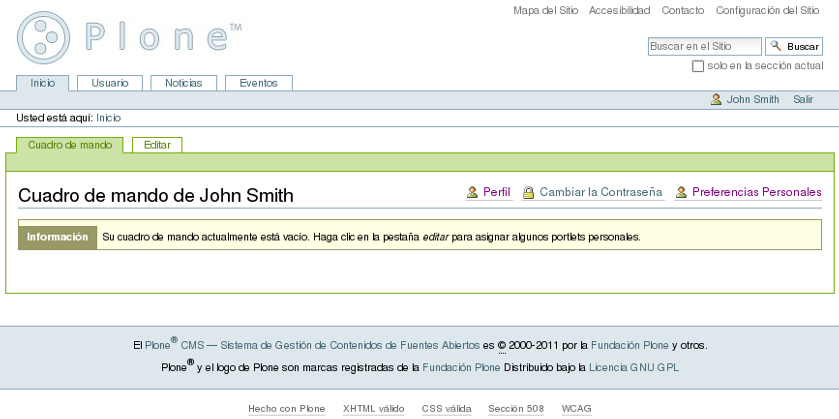 Mapa del Sitio Accesibilidad Contacto Configuración del Sitio
Plone™
Buscar en el Sitio Buscar
solo en la sección actual
Inicio Usuario Noticias Eventos
John Smith Salir
Usted está aquí: Inicio
Cuadro de mando Editar
Cuadro de mando de John Smith Perfil Cambiar la Contraseña Preferencias Personales
Información Su cuadro de mando actualmente está vacío. Haga clic en la pestaña editar para asignar algunos portlets personales.
El Plone® CMS — Sistema de Gestión de Contenidos de Fuentes Abiertos es © 2000-2011 por la Fundación Plone y otros.
Plone® y el logo de Plone son marcas registradas de la Fundación Plone Distribuido bajo la Licencia GNU GPL
Hecho con Plone XHTML válido CSS válida Sección 508 WCAG